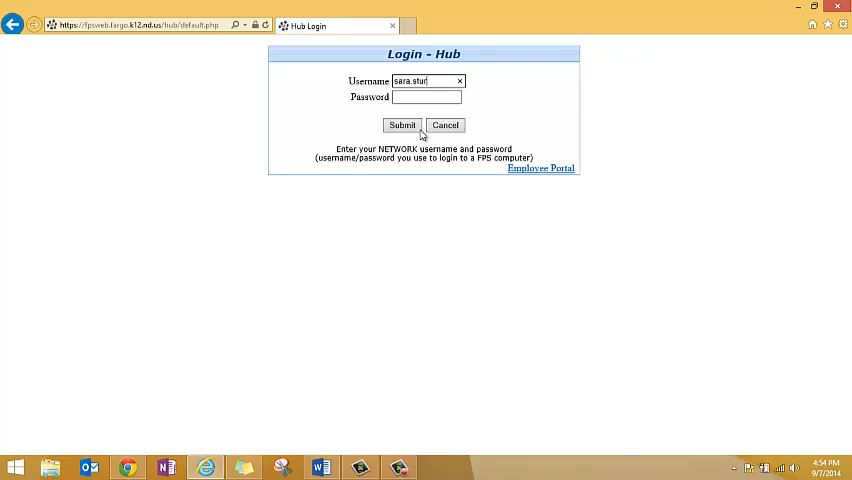 https://fpsweb.fargo.k12.nd.us/hub/default.php
Hub Login
Login - Hub
Username sara.stur
Password
Submit Cancel
Enter your NETWORK username and password
(username/password you use to login to a FPS computer)
Employee Portal
4:54 PM
9/7/2014